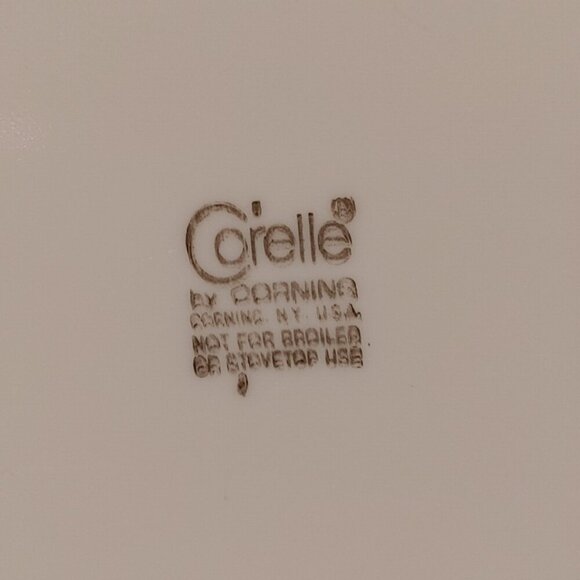 Corelle®
BY CORNING
CORNING, N.Y. U.S.A.
NOT FOR BROILER
OR STOVETOP USE